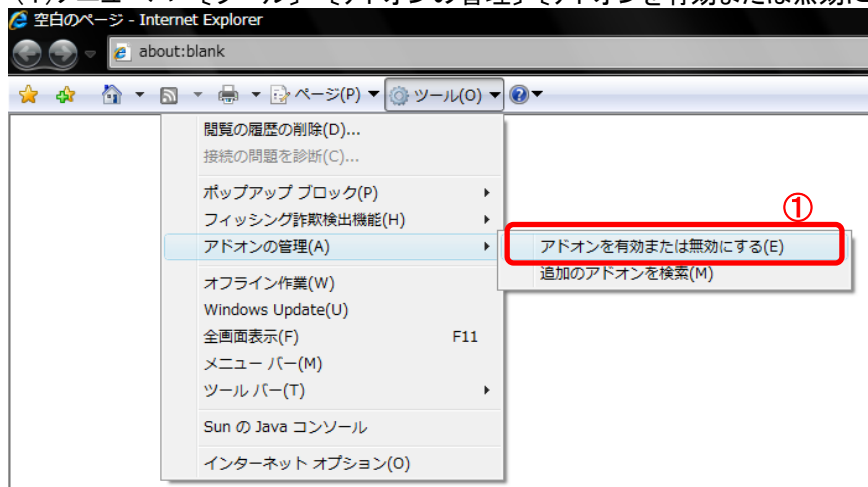 空白のページ - Internet Explorer
about:blank
ページ(P) ツール(O)
閲覧の履歴の削除(D)...
接続の問題を診断(C)...
ポップアップ ブロック(P)
フィッシング詐欺検出機能(H)
①
アドオンの管理(A)
アドオンを有効または無効にする(E)
追加のアドオンを検索(M)
オフライン作業(W)
Windows Update(U)
全画面表示(F) F11
メニュー バー(M)
ツール バー(T)
Sun の Java コンソール
インターネット オプション(O)